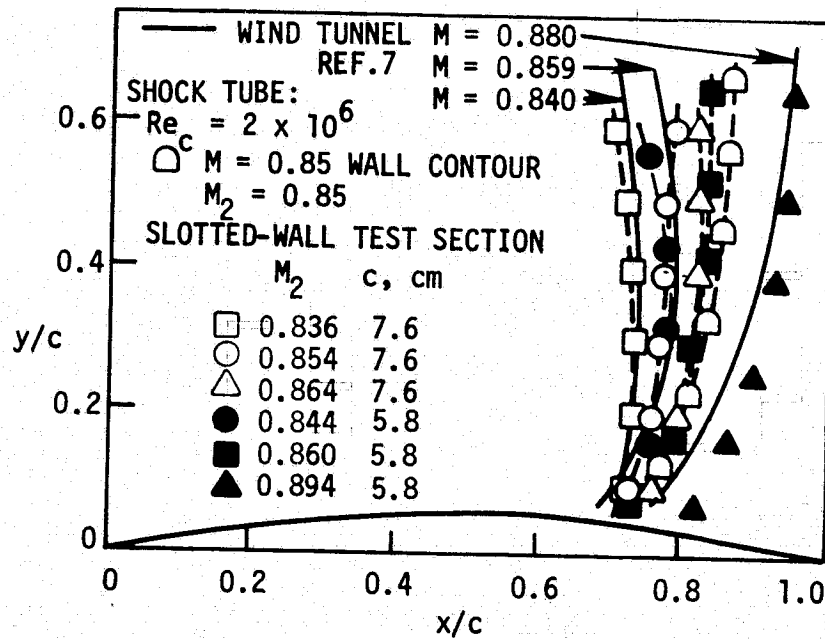 WIND TUNNEL M = 0.880
REF.7 M = 0.859
M = 0.840
SHOCK TUBE:
Re_c = 2 x 10^6
M = 0.85 WALL CONTOUR
M_2 = 0.85
SLOTTED-WALL TEST SECTION
M_2 c, cm
0.836 7.6
0.854 7.6
0.864 7.6
0.844 5.8
0.860 5.8
0.894 5.8
y/c
0.6
0.4
0.2
0
0 0.2 0.4 0.6 0.8 1.0
x/c